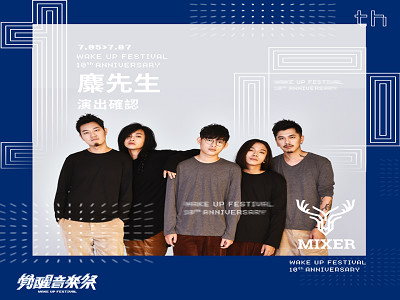 th
7.05>7.07
WAKE UP FESTIVAL
10TH ANNIVERSARY
麋先生
演出確認
WAKE UP FESTIVAL
10TH ANNIVERSARY
WAKE UP FESTIVAL
10TH ANNIVERSARY
MIXER
WAKE UP FESTIVAL
10TH ANNIVERSARY
覺醒音樂祭
WAKE UP FESTIVAL